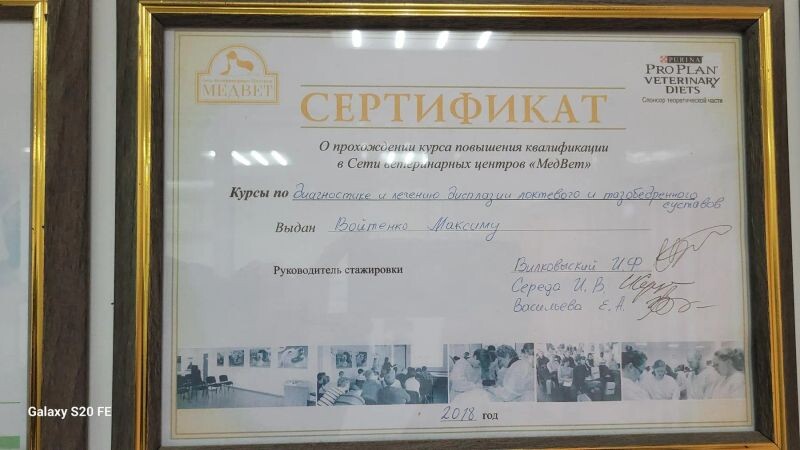 МЕДВЕТ
PURINA
PRO PLAN
VETERINARY
DIETS
Спонсор теоретической части
СЕРТИФИКАТ
О прохождении курса повышения квалификации
в Сети ветеринарных центров «МедВет»
Курсы по диагностике и лечению дисплазии локтевого и тазобедренного
суставов
Выдан Войтенко Максиму
Руководитель стажировки
Вилковыский И.Ф
Середа И.В
Васильева Е.А.
2018 год
Galaxy S20 FE